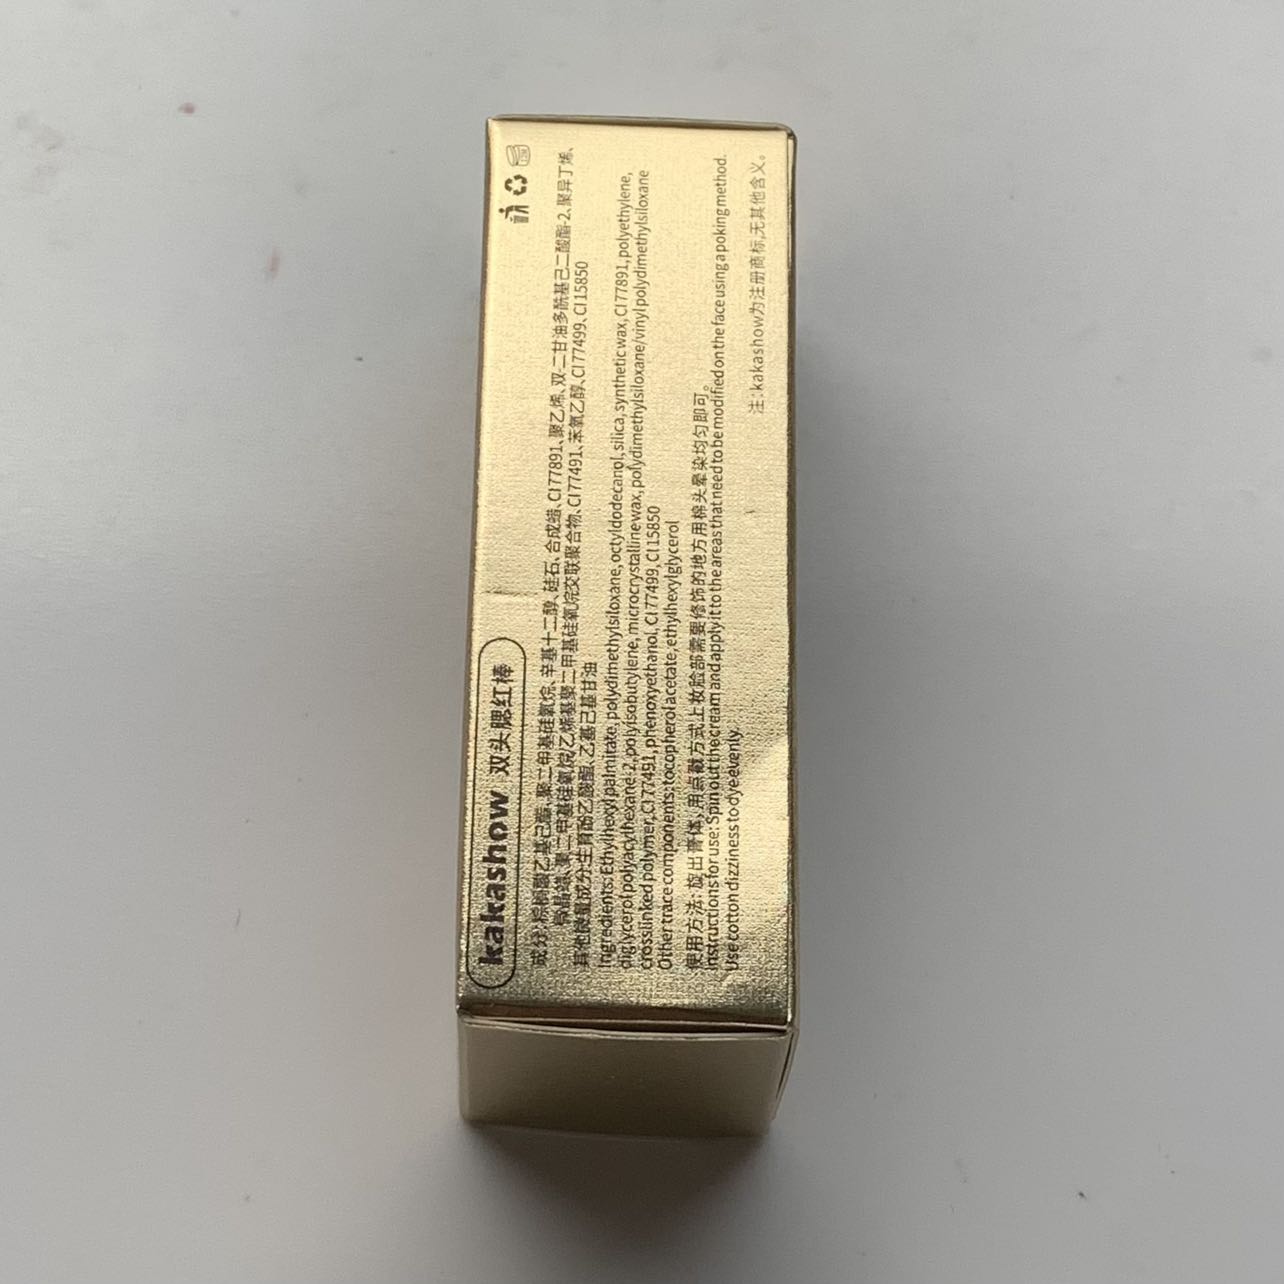 kakashow 双头腮红棒
成分:棕榈酸乙基己酯、聚二甲基硅氧烷、辛基十二醇、硅石、合成蜡、CI77891、聚乙烯、双-二甘油多酰基己二酸酯-2、聚异丁烯、
微晶蜡、聚二甲基硅氧烷/乙烯基聚二甲基硅氧烷交联聚合物、CI77491、苯氧乙醇、CI77499、CI15850
其他微量成分:生育酚乙酸酯、乙基己基甘油
Ingredients: Ethylhexyl palmitate, polydimethylsiloxane, octyldodecanol, silica, synthetic wax, CI 77891, polyethylene,
diglycerol polyacylhexane-2, polyisobutylene, microcrystalline wax, polydimethylsiloxane/vinyl polydimethylsiloxane
crosslinked polymer, CI 77491, phenoxyethanol, CI 77499, CI 15850
Other trace components: tocopherol acetate, ethylhexylglycerol
使用方法: 旋出膏体,用点戳方式上妆脸部需要修饰的地方用棉头晕染均匀即可。
Instructions for use: Spin out the cream and apply it to the areas that need to be modified on the face using a poking method.
Use cotton dizziness to dye evenly.
注:kakashow为注册商标,无其他含义。